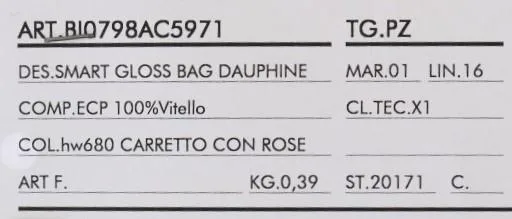 ART.BI0798AC5971 TG.PZ
DES.SMART GLOSS BAG DAUPHINE MAR.01 LIN.16
COMP.ECP 100%Vitello CL.TEC.X1
COL.hw680 CARRETTO CON ROSE
ART F. KG.0,39 ST.20171 C.